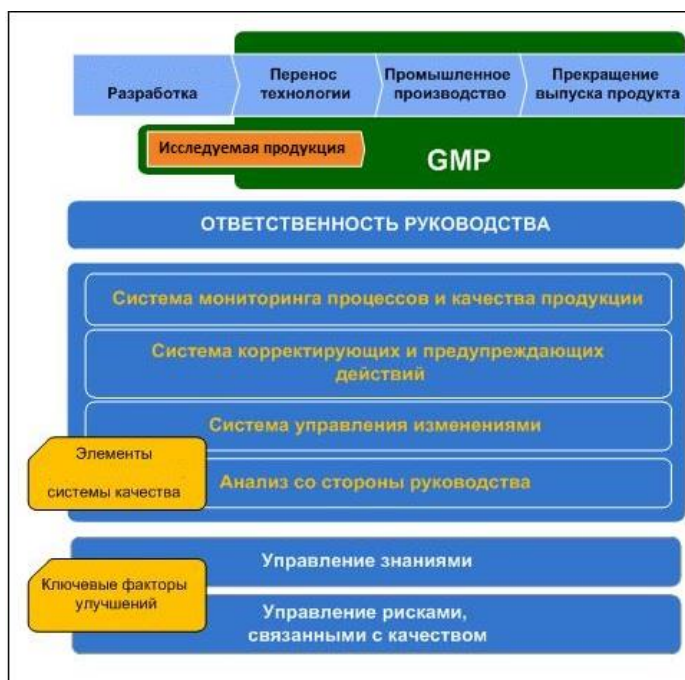 Разработка
Перенос
технологии
Промышленное
производство
Прекращение
выпуска продукта
Исследуемая продукция
GMP
ОТВЕТСТВЕННОСТЬ РУКОВОДСТВА
Система мониторинга процессов и качества продукции
Система корректирующих и предупреждающих
действий
Система управления изменениями
Элементы
системы качества
Анализ со стороны руководства
Управление знаниями
Ключевые факторы
улучшений
Управление рисками,
связанными с качеством